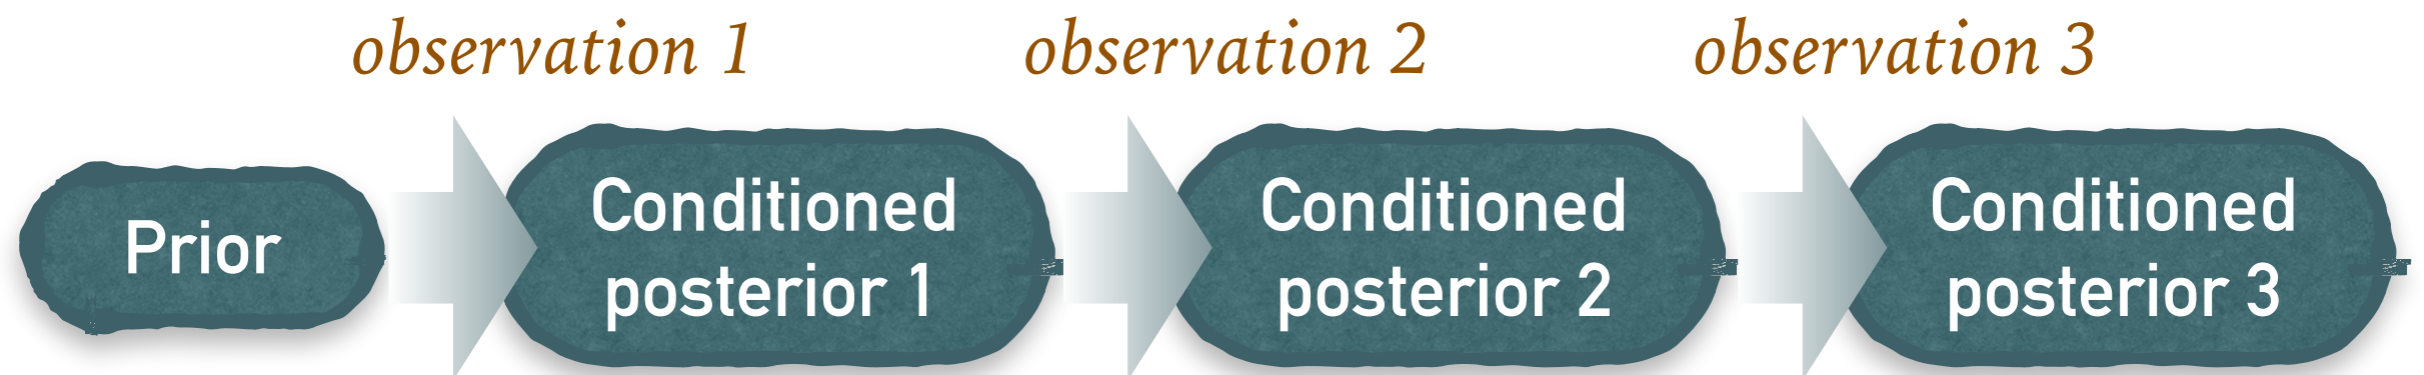 observation 1
observation 2
observation 3
Prior
Conditioned
posterior 1
Conditioned
posterior 2
Conditioned
posterior 3